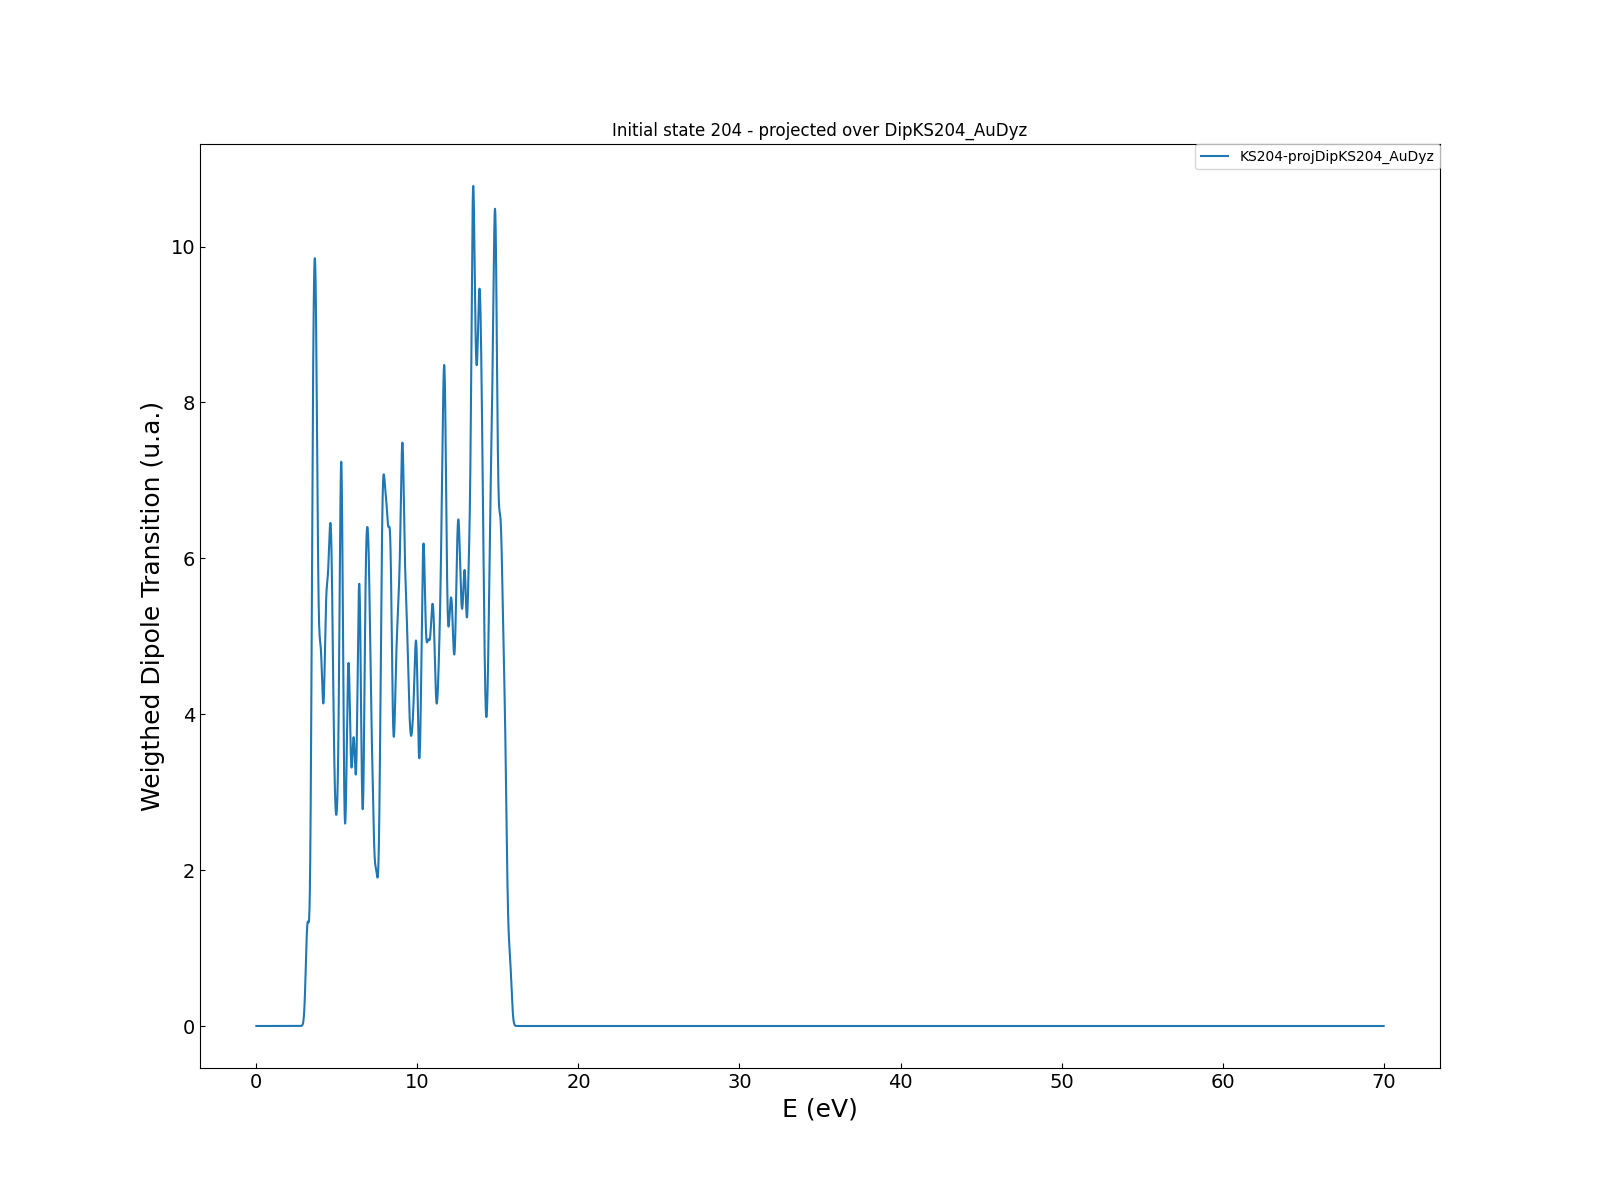 Initial state 204 - projected over DipKS204_AuDyz
KS204-projDipKS204_AuDyz
Weigthed Dipole Transition (u.a.)
10
8
6
4
2
0
0 10 20 30 40 50 60 70
E (eV)